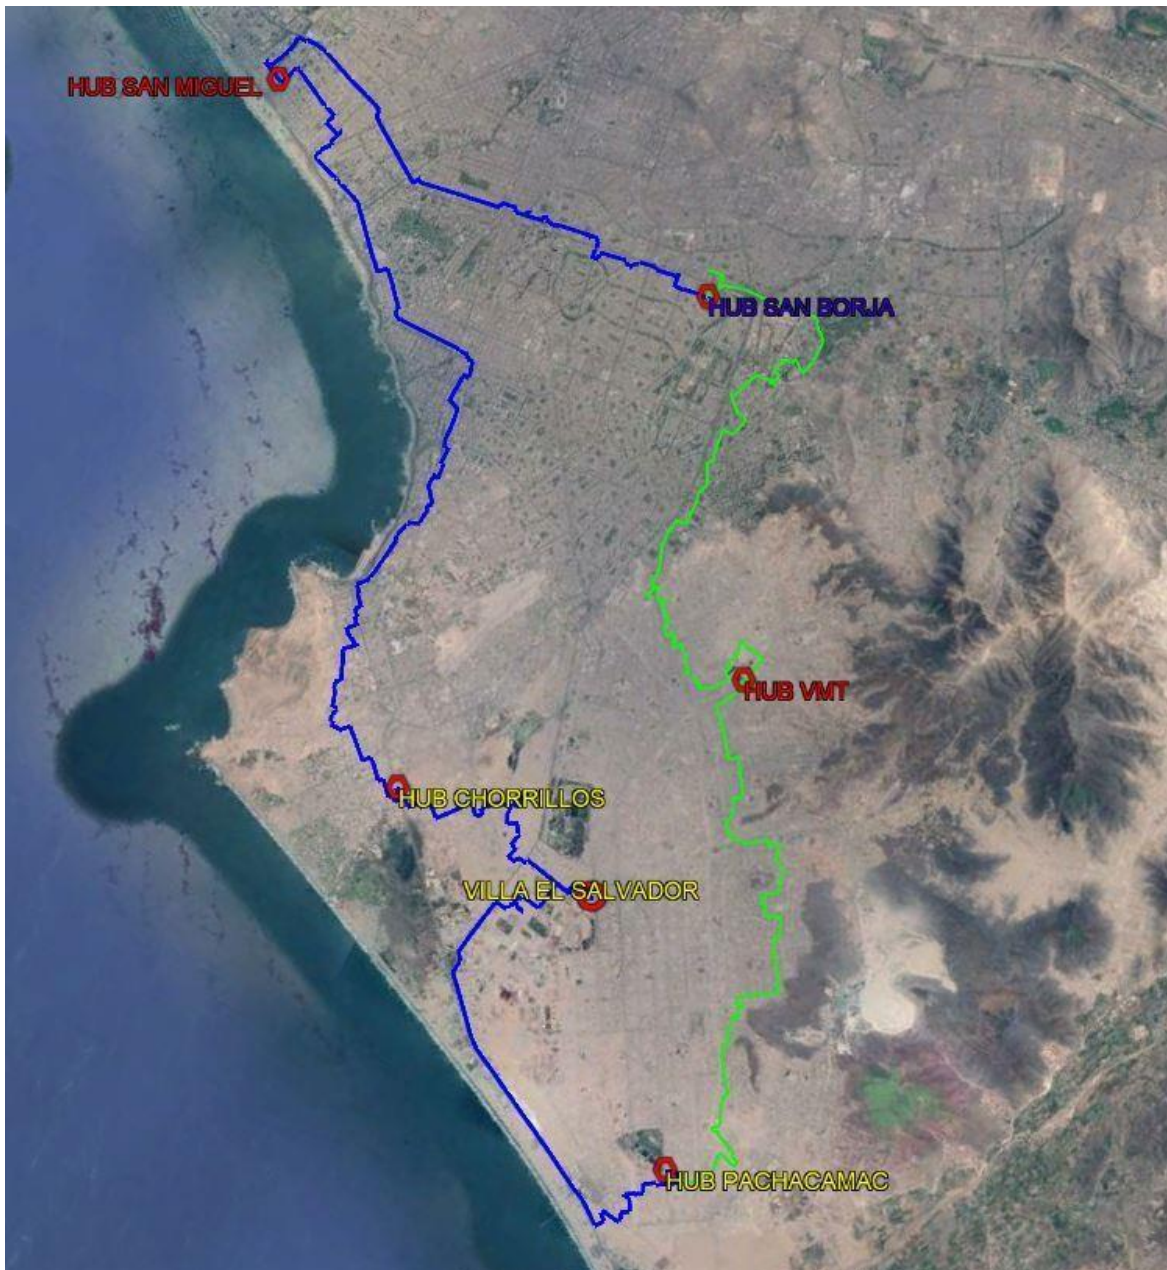 HUB SAN MIGUEL
HUB SAN BORJA
HUB VMT
HUB CHORRILLOS
VILLA EL SALVADOR
HUB PACHACAMAC